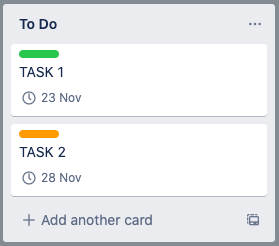 To Do
TASK 1
23 Nov
TASK 2
28 Nov
Add another card